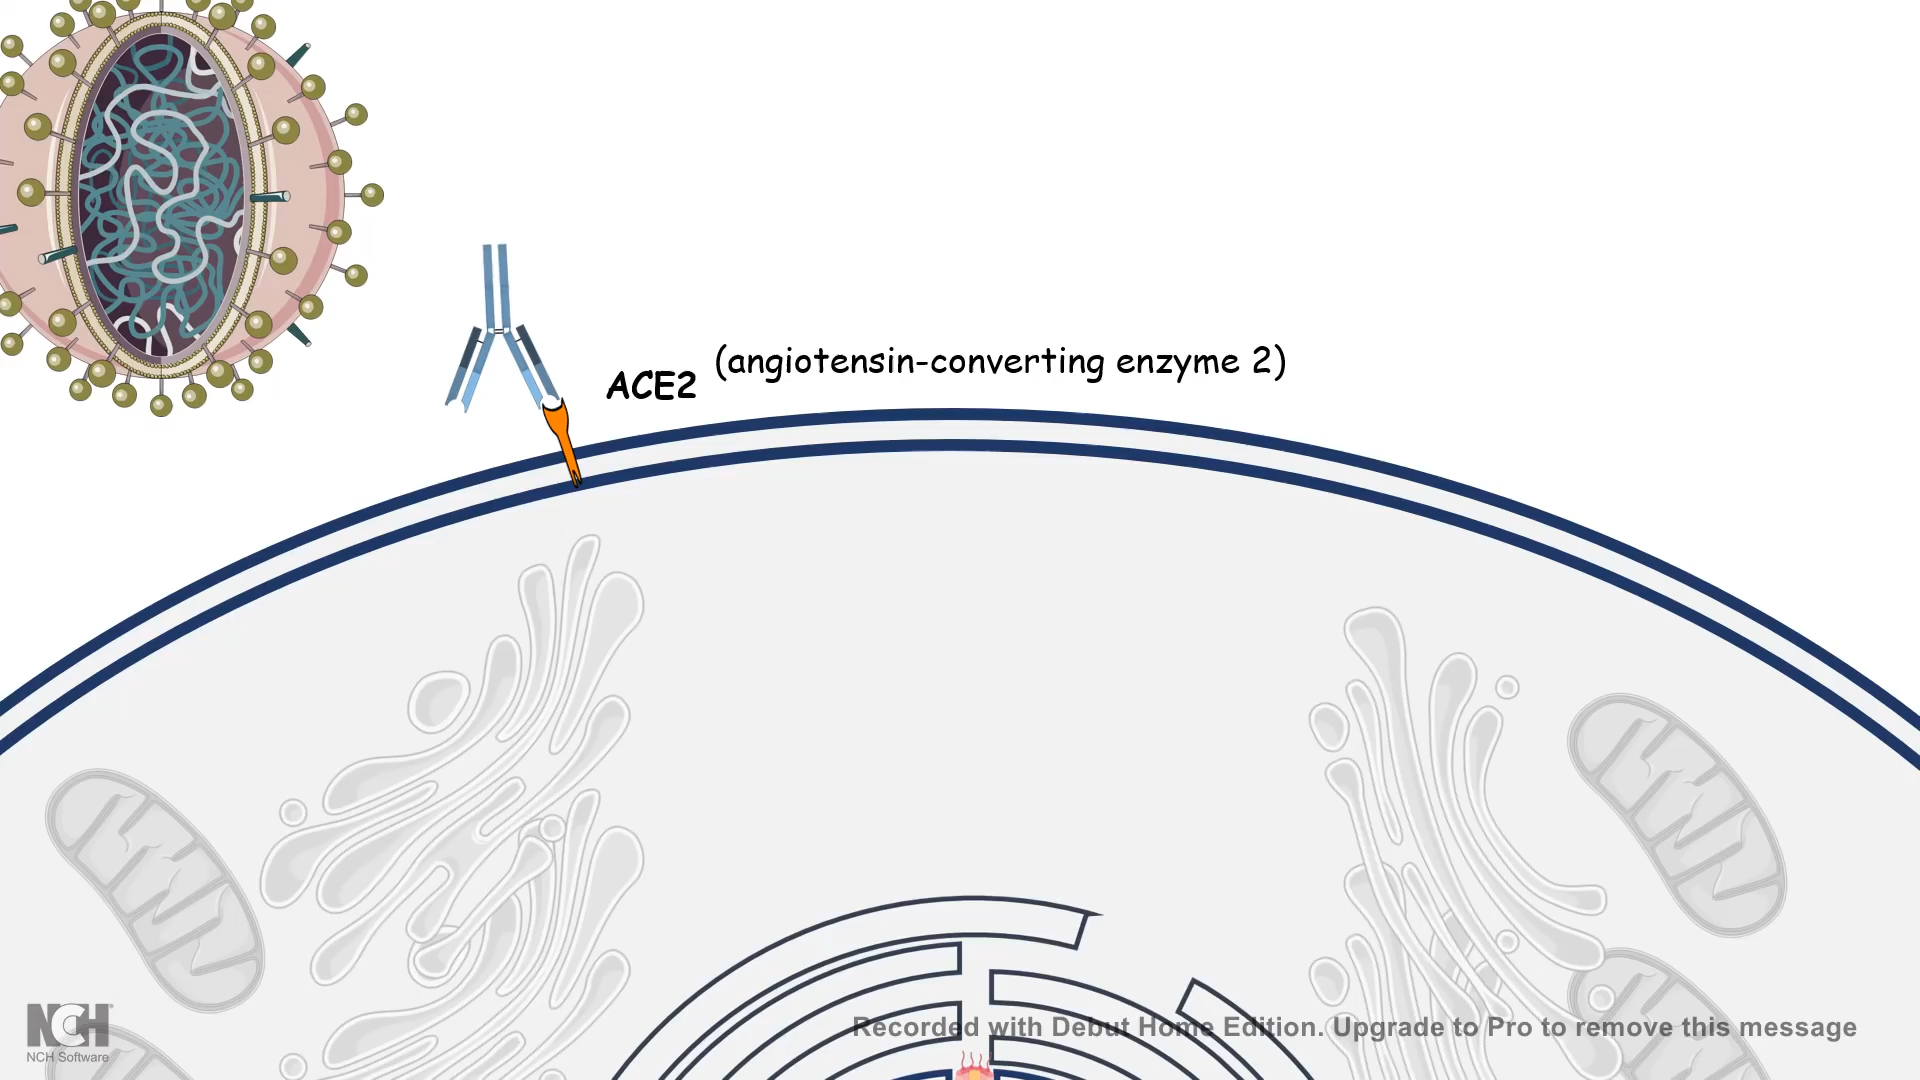 (angiotensin-converting enzyme 2)
ACE2
NCH
NCH Software
Recorded with Debut Home Edition. Upgrade to Pro to remove this message